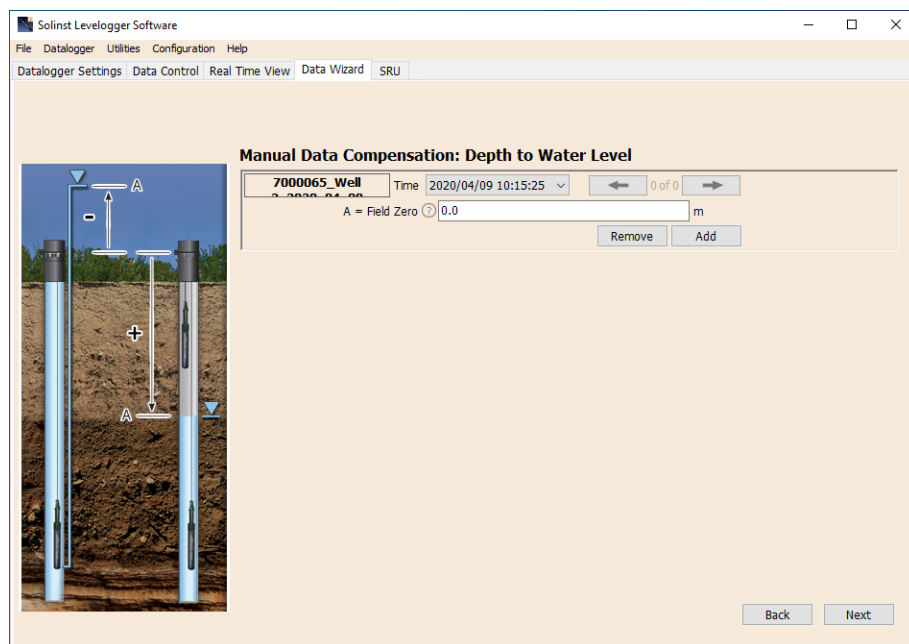 Solinst Levelogger Software
File Datalogger Utilities Configuration Help
Datalogger Settings Data Control Real Time View Data Wizard SRU
Manual Data Compensation: Depth to Water Level
7000065_Well Time 2020/04/09 10:15:25 0 of 0
A = Field Zero ? 0.0 m
Remove Add
A
-
+
A
Back Next